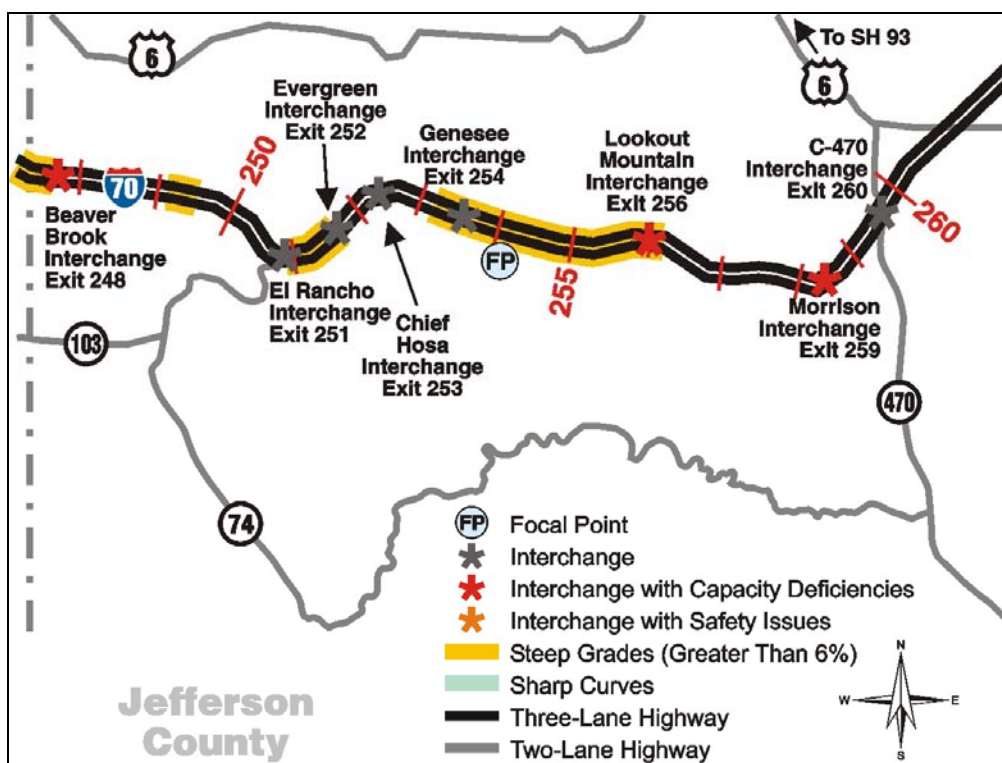 6
To SH 93
6
Evergreen
Interchange
Exit 252
Genesee
Interchange
Exit 254
Lookout
Mountain
Interchange
Exit 256
C-470
Interchange
Exit 260
250
70
260
Beaver
Brook
Interchange
Exit 248
FP
255
El Rancho
Interchange
Exit 251
Chief
Hosa
Interchange
Exit 253
Morrison
Interchange
Exit 259
103
470
74
FP Focal Point
Interchange
Interchange with Capacity Deficiencies
Interchange with Safety Issues
Steep Grades (Greater Than 6%)
Sharp Curves
Three-Lane Highway
Two-Lane Highway
N
W E
S
Jefferson
County